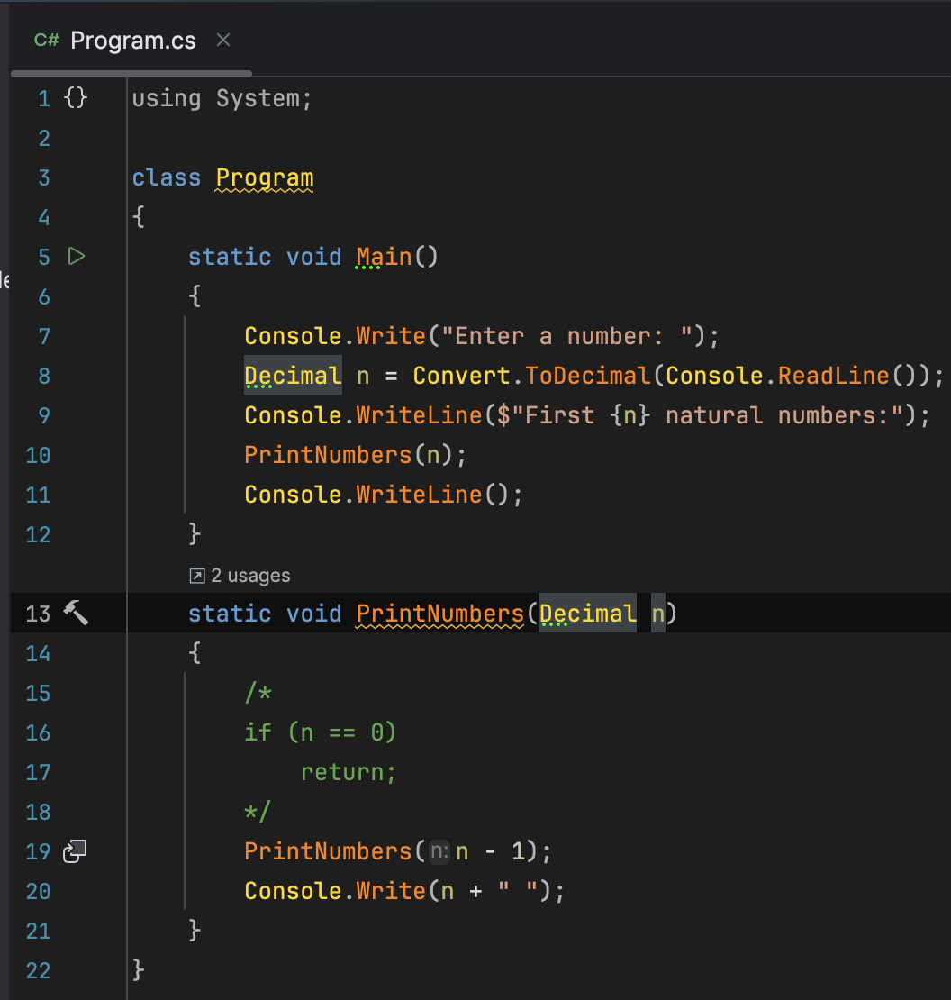 C# Program.cs ×
1 {} using System;
2
3 class Program
4 {
5 static void Main()
6 {
7 Console.Write("Enter a number: ");
8 Decimal n = Convert.ToDecimal(Console.ReadLine());
9 Console.WriteLine($"First {n} natural numbers:");
10 PrintNumbers(n);
11 Console.WriteLine();
12 }
2 usages
13 static void PrintNumbers(Decimal n)
14 {
15 /*
16 if (n == 0)
17 return;
18 */
19 PrintNumbers(n: n - 1);
20 Console.Write(n + " ");
21 }
22 }